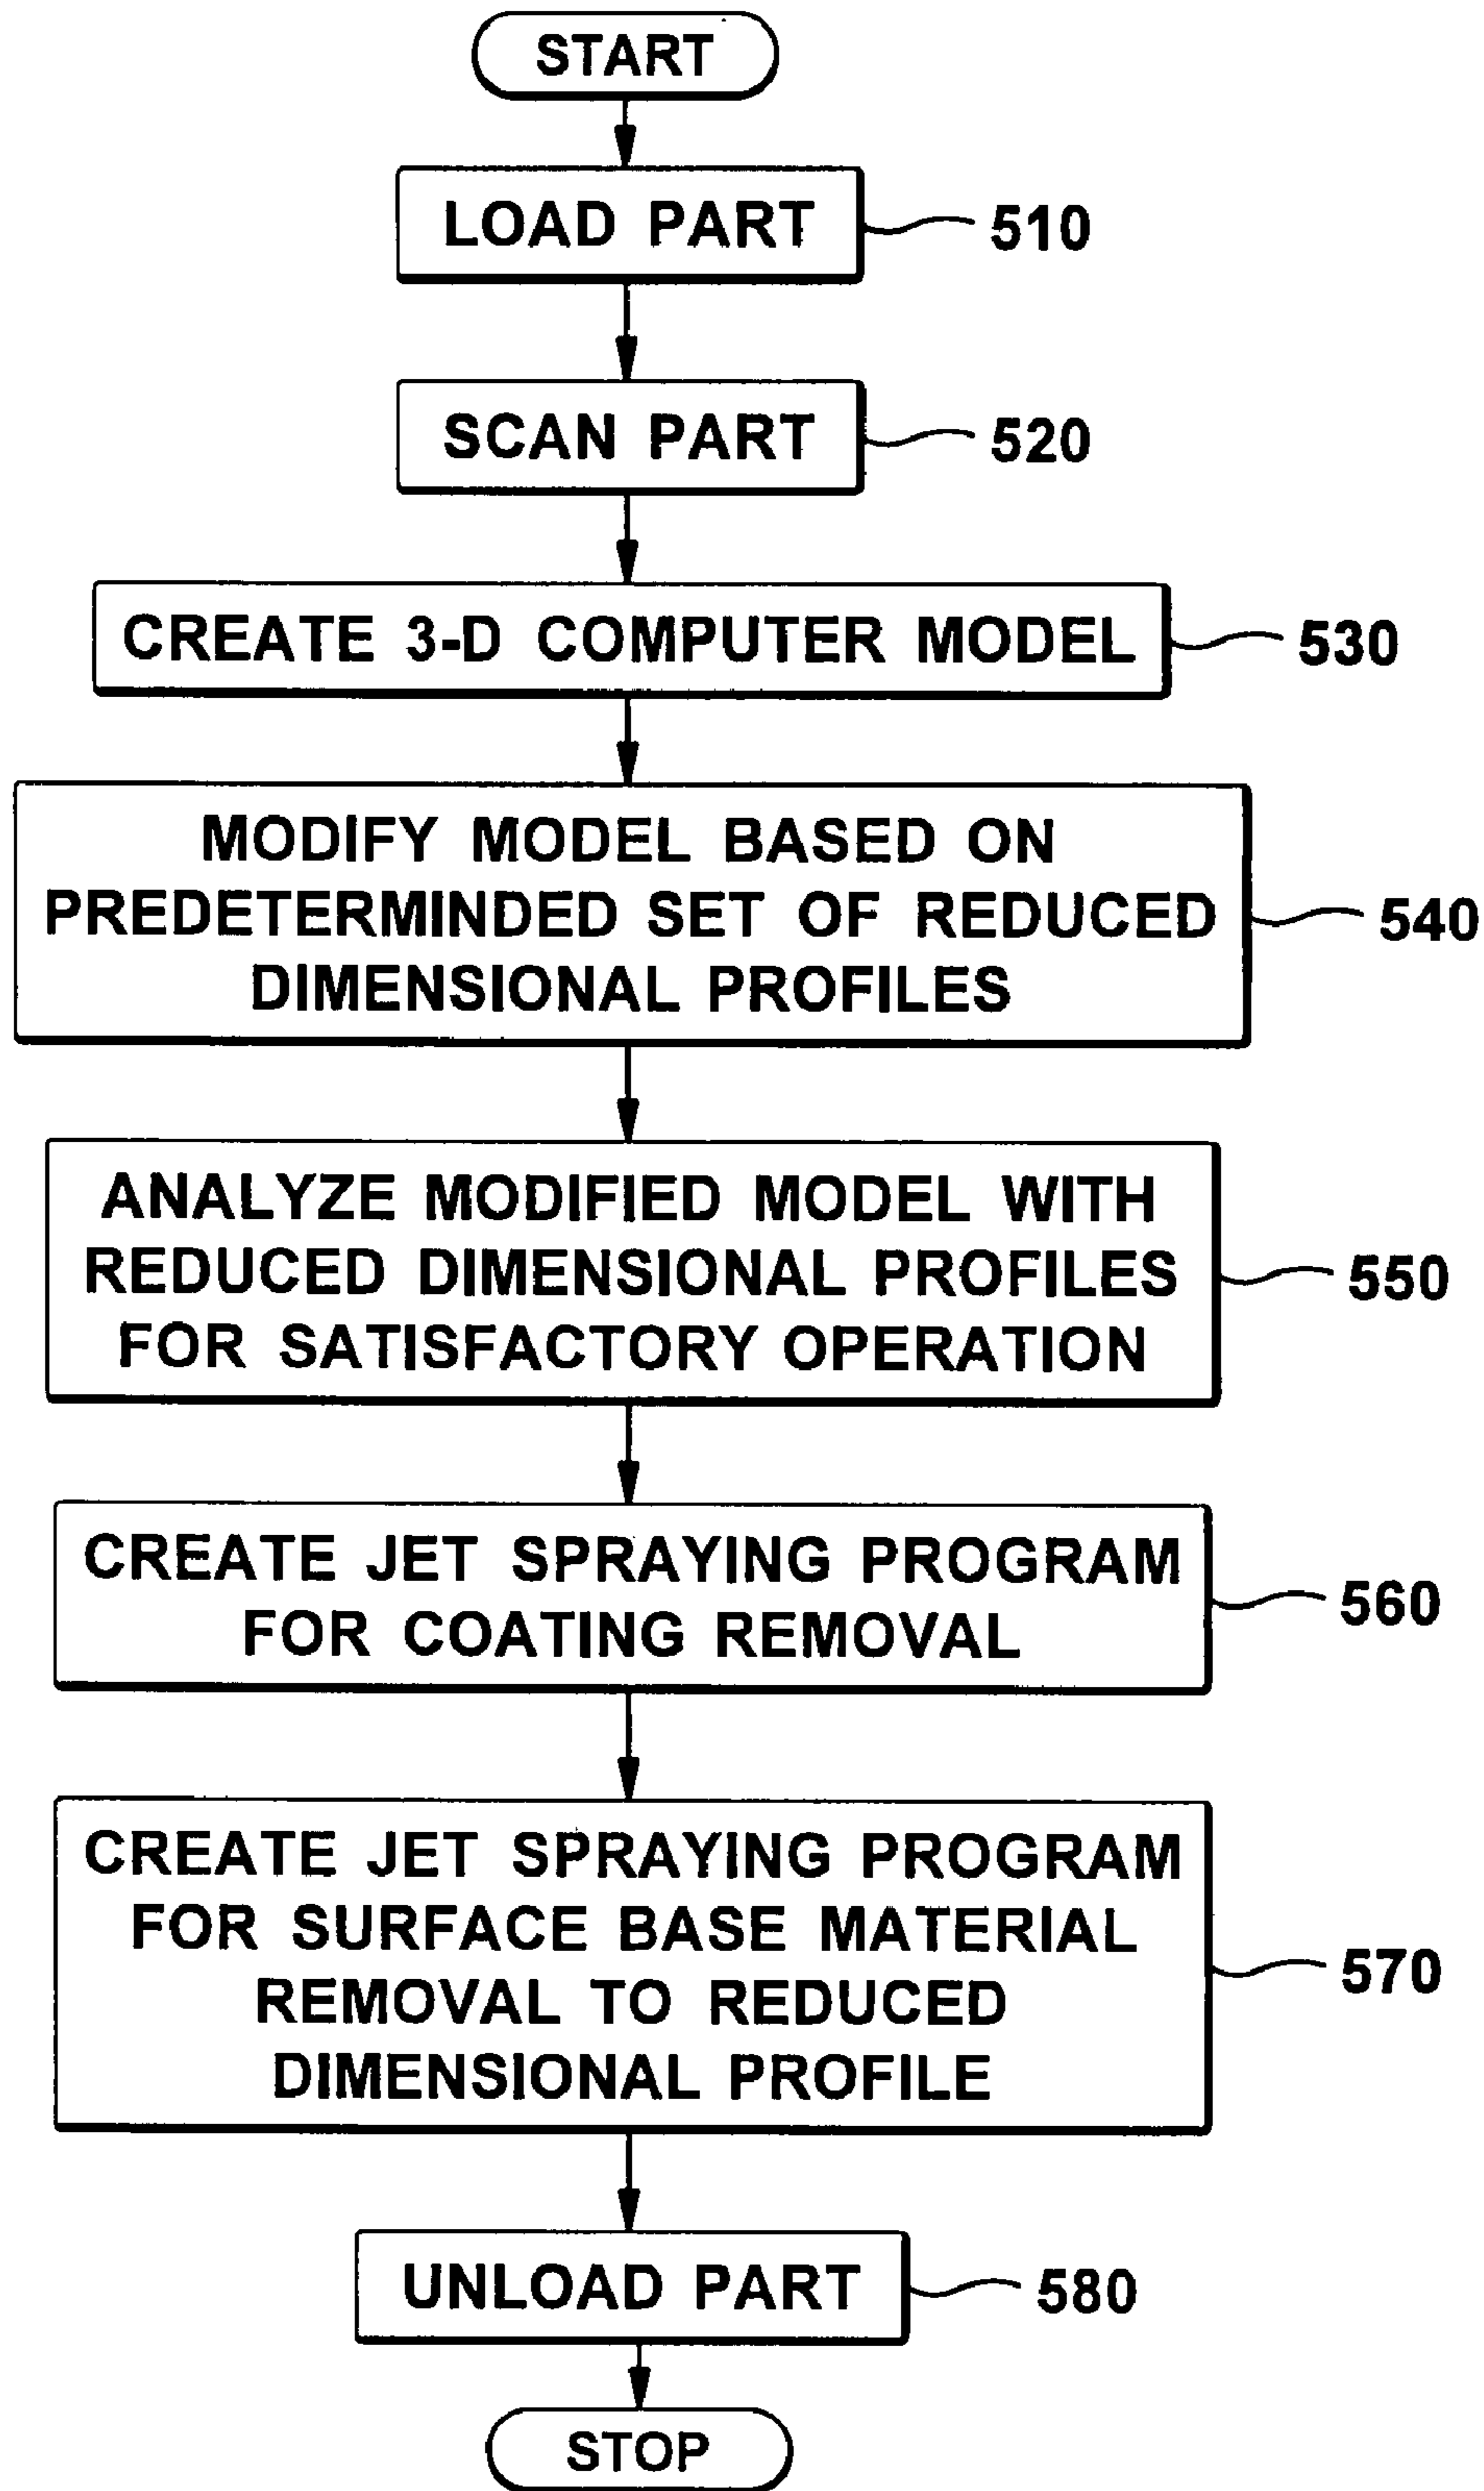 START
LOAD PART
510
SCAN PART
520
CREATE 3-D COMPUTER MODEL
530
MODIFY MODEL BASED ON
PREDETERMINDED SET OF REDUCED
DIMENSIONAL PROFILES
540
ANALYZE MODIFIED MODEL WITH
REDUCED DIMENSIONAL PROFILES
FOR SATISFACTORY OPERATION
550
CREATE JET SPRAYING PROGRAM
FOR COATING REMOVAL
560
CREATE JET SPRAYING PROGRAM
FOR SURFACE BASE MATERIAL
REMOVAL TO REDUCED
DIMENSIONAL PROFILE
570
UNLOAD PART
580
STOP